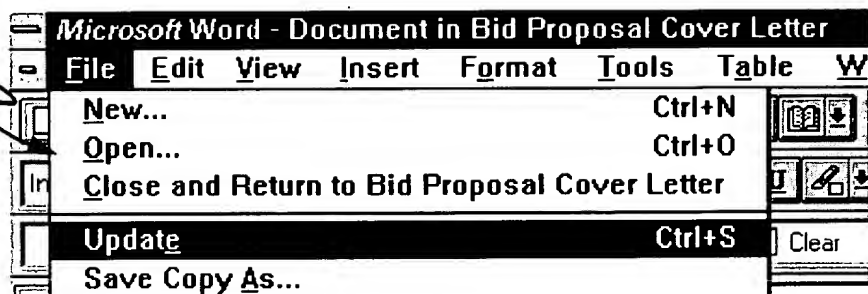 Microsoft Word - Document in Bid Proposal Cover Letter
File Edit View Insert Format Tools Table W
New... Ctrl+N
Open... Ctrl+O
Close and Return to Bid Proposal Cover Letter
In U
Update Ctrl+S
Clear
Save Copy As...